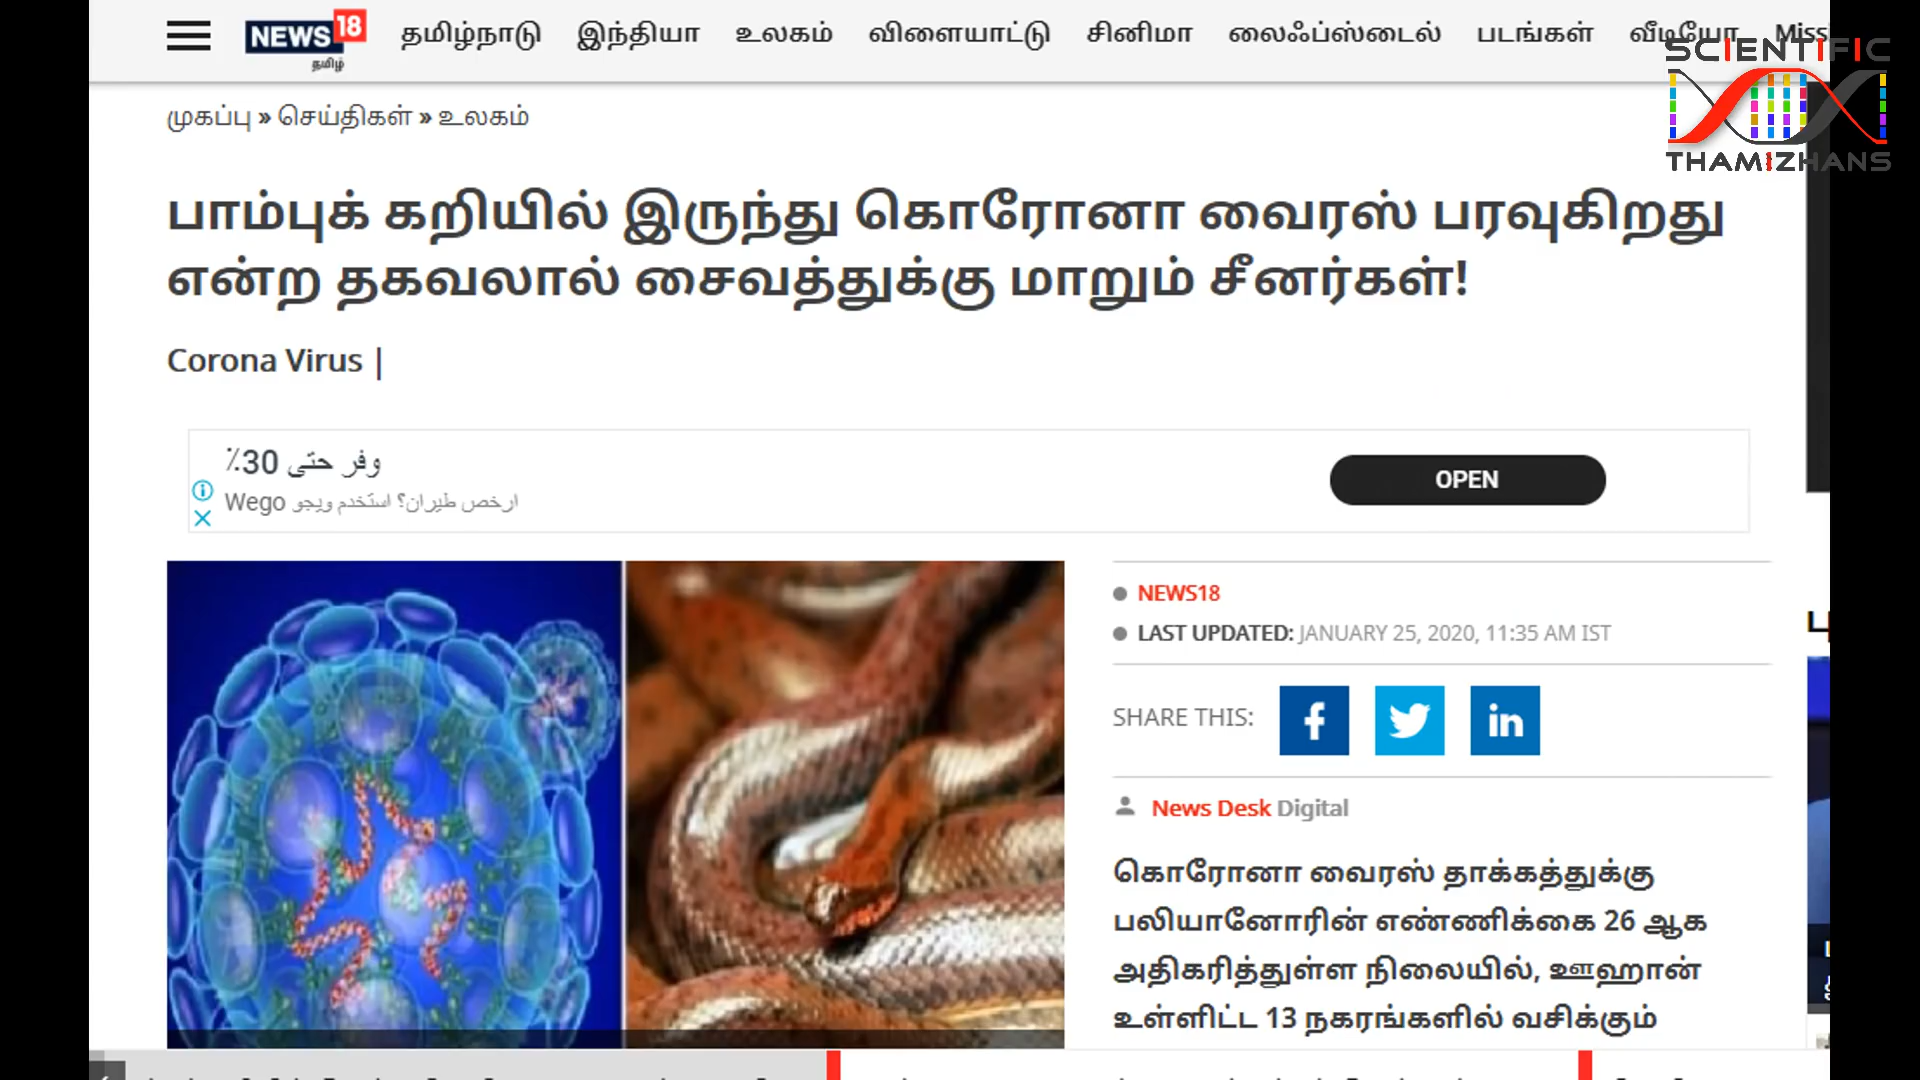 NEWS 18
தமிழ்
தமிழ்நாடு இந்தியா உலகம் விளையாட்டு சினிமா லைஃப்ஸ்டைல் படங்கள் வீடியோ
SCIENTIFIC
THAMIZHANS
முகப்பு » செய்திகள் » உலகம்
பாம்புக் கறியில் இருந்து கொரோனா வைரஸ் பரவுகிறது
என்ற தகவலால் சைவத்துக்கு மாறும் சீனர்கள்!
Corona Virus |
وفر حتى 30٪
ارخص طيران؟ استخدم ويجو Wego
OPEN
NEWS18
LAST UPDATED: JANUARY 25, 2020, 11:35 AM IST
SHARE THIS:
News Desk Digital
கொரோனா வைரஸ் தாக்கத்துக்கு
பலியானோரின் எண்ணிக்கை 26 ஆக
அதிகரித்துள்ள நிலையில், ஊஹான்
உள்ளிட்ட 13 நகரங்களில் வசிக்கும்